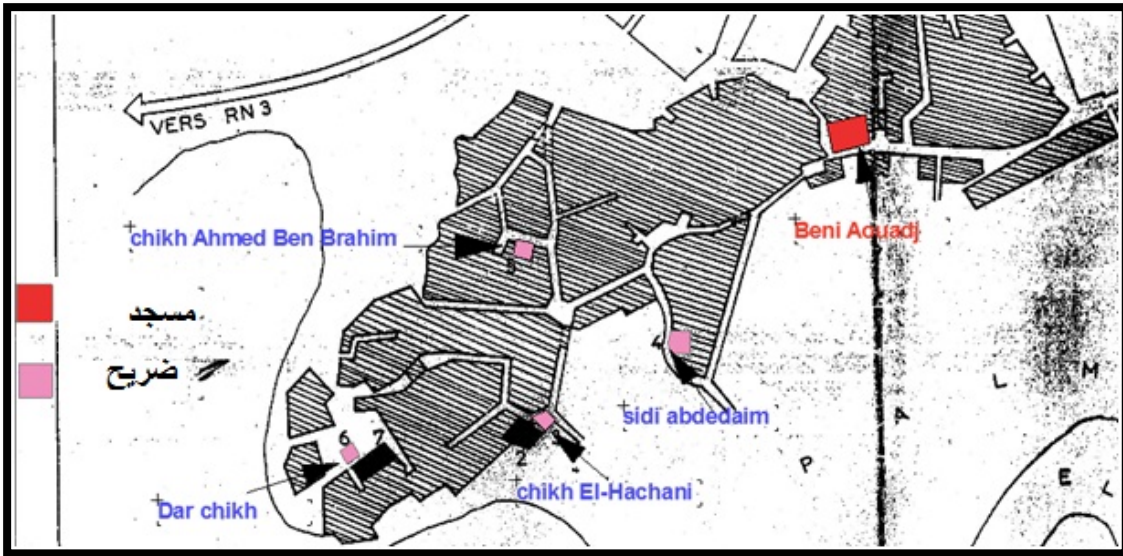 VERS RN 3
chikh Ahmed Ben Brahim
3
Beni Aouadj
مسجد
ضريح
4
sidi abdedaim
6 7
2
chikh El-Hachani
Dar chikh
P A L M
E L